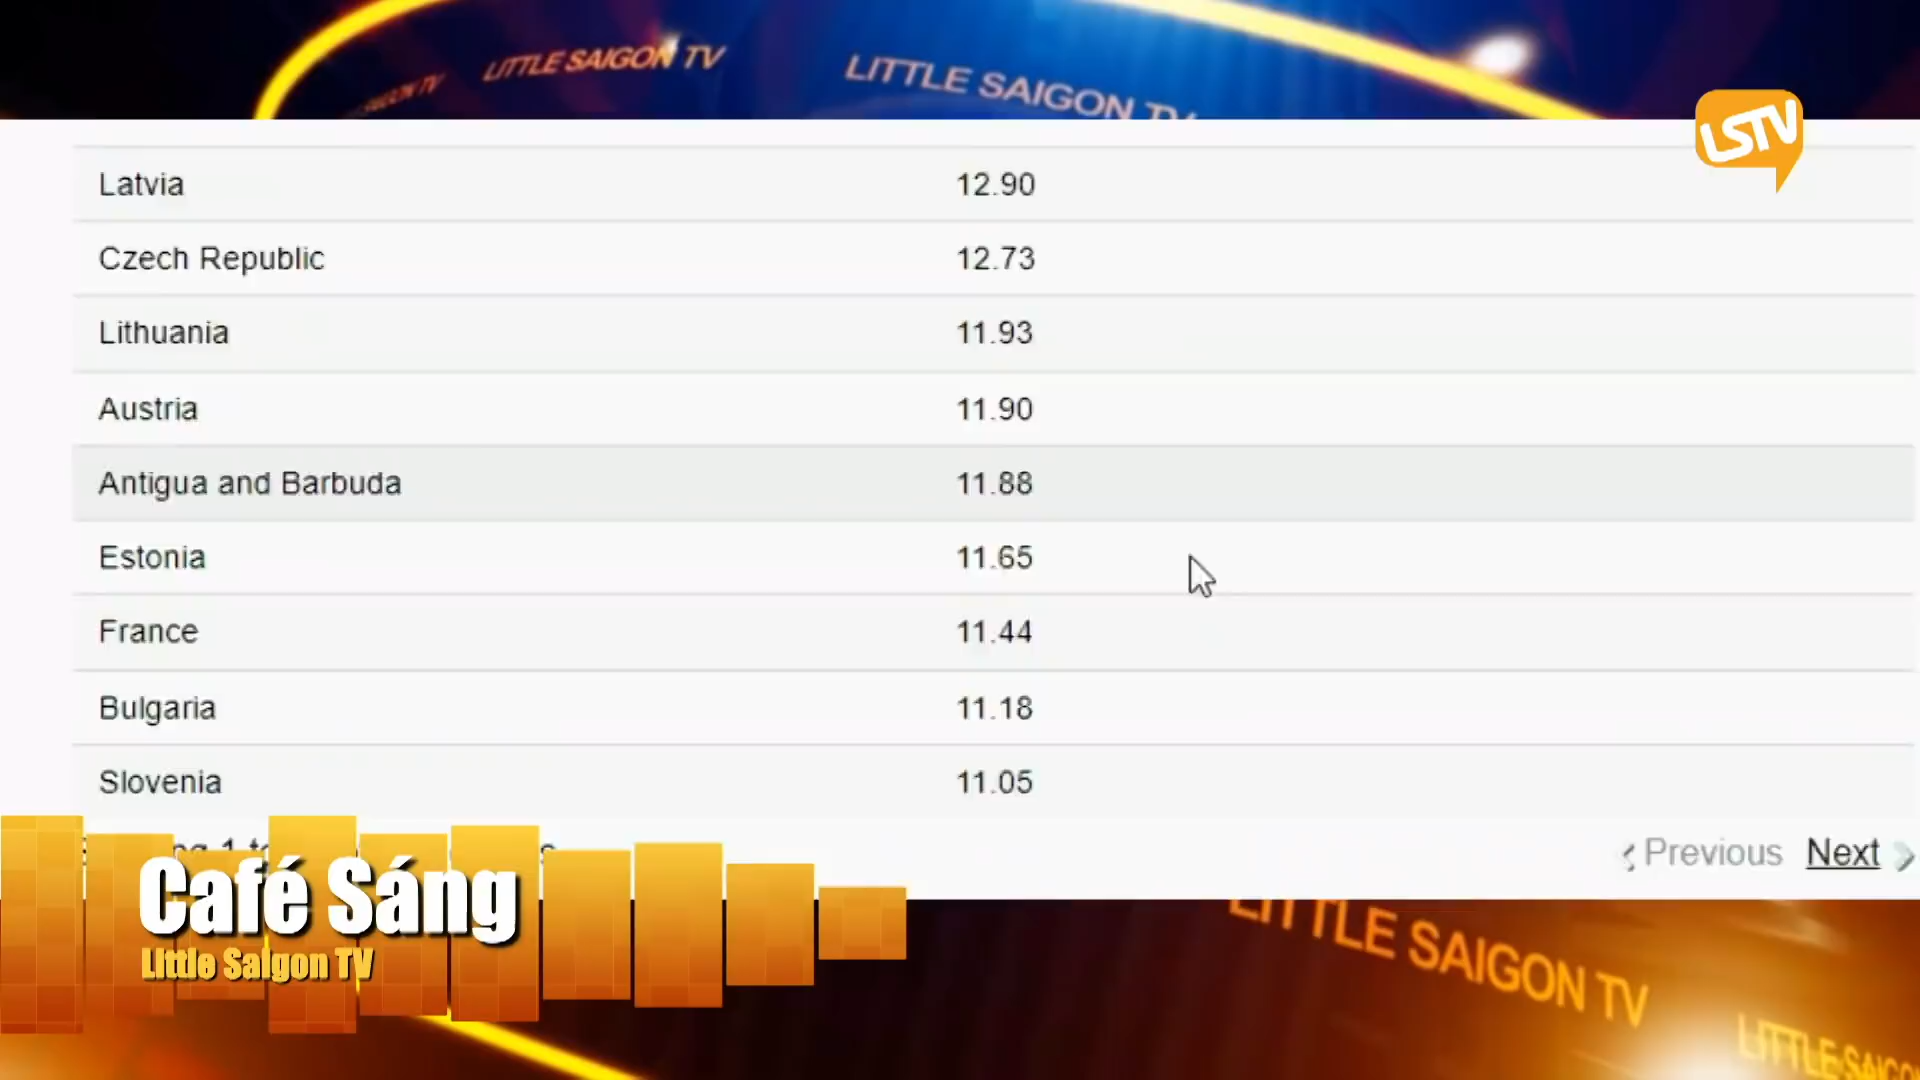 LITTLE SAIGON TV
LITTLE SAIGON TV
LSTV
Latvia 12.90
Czech Republic 12.73
Lithuania 11.93
Austria 11.90
Antigua and Barbuda 11.88
Estonia 11.65
France 11.44
Bulgaria 11.18
Slovenia 11.05
Previous Next
Café Sáng
Little Saigon TV
LITTLE SAIGON TV